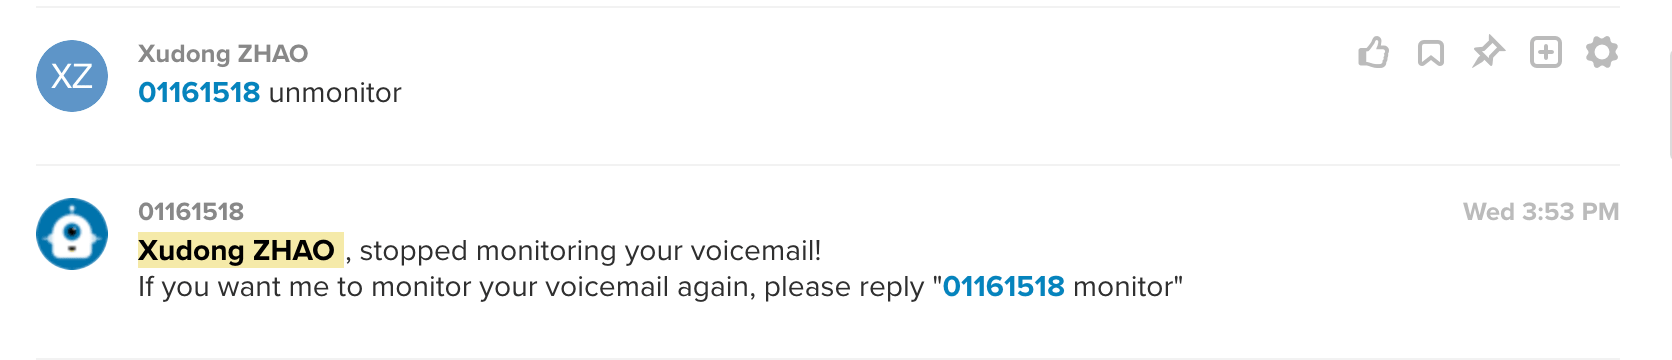 XZ
Xudong ZHAO
01161518 unmonitor
01161518
Wed 3:53 PM
Xudong ZHAO , stopped monitoring your voicemail!
If you want me to monitor your voicemail again, please reply "01161518 monitor"